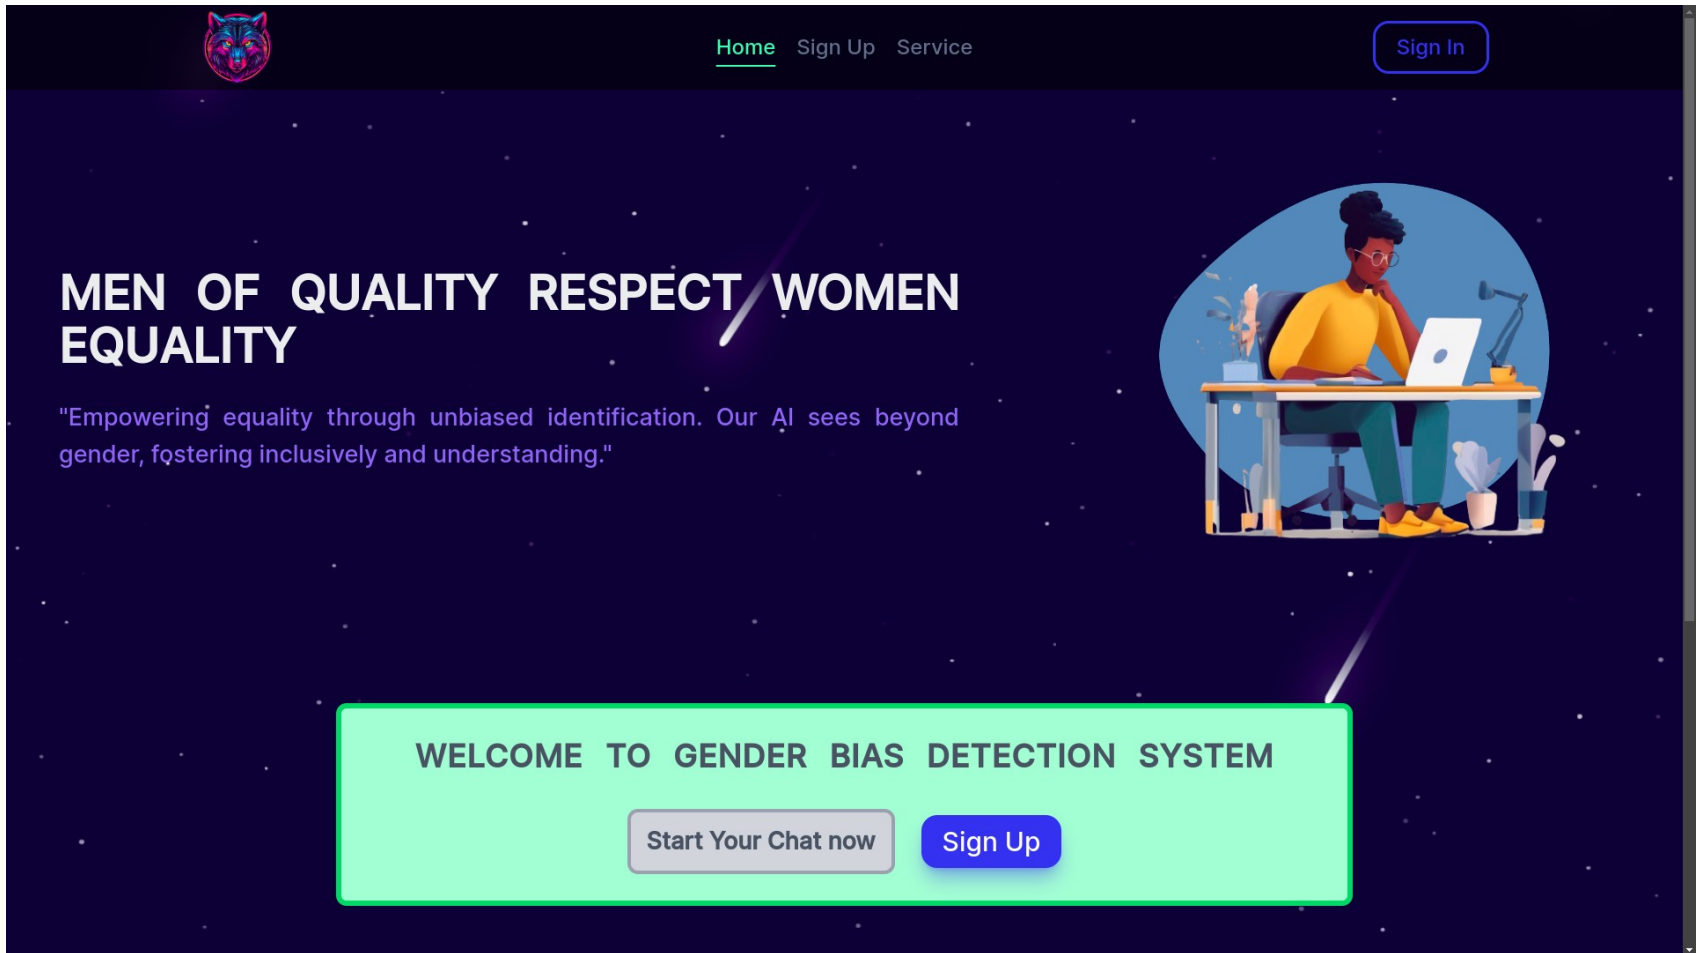 Home Sign Up Service Sign In
MEN OF QUALITY RESPECT WOMEN
EQUALITY
"Empowering equality through unbiased identification. Our AI sees beyond
gender, fostering inclusively and understanding."
WELCOME TO GENDER BIAS DETECTION SYSTEM
Start Your Chat now Sign Up